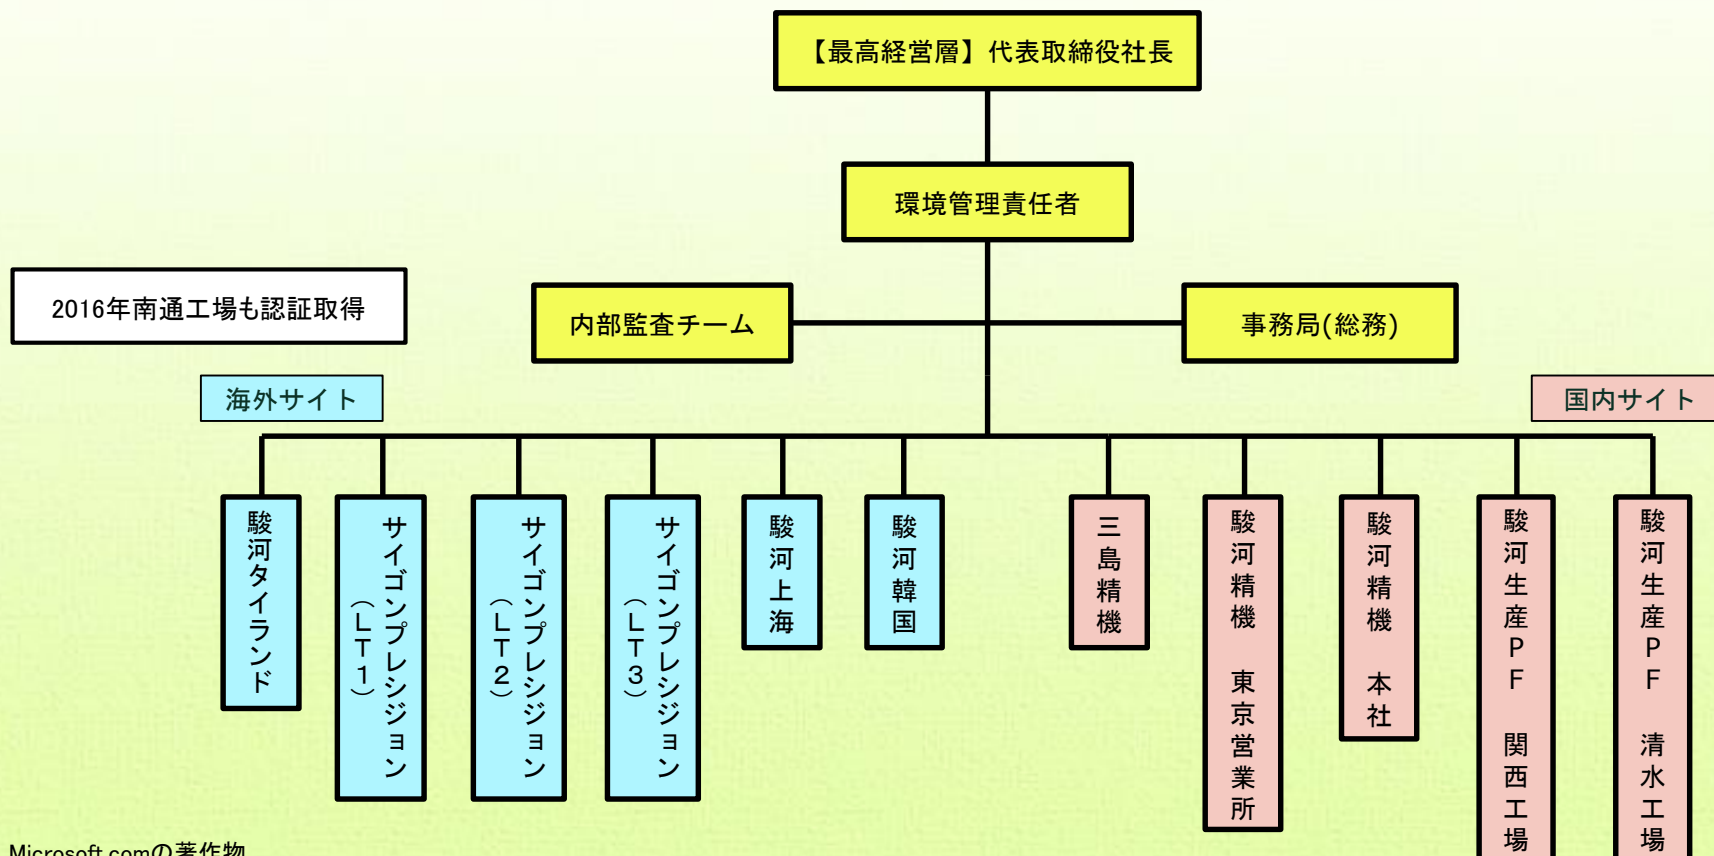 【最高経営層】代表取締役社長
環境管理責任者
2016年南通工場も認証取得
内部監査チーム
事務局(総務)
海外サイト
国内サイト
駿河タイランド
サイゴンプレシジョン
（ＬＴ１）
サイゴンプレシジョン
（ＬＴ２）
サイゴンプレシジョン
（ＬＴ３）
駿河上海
駿河韓国
三島精機
駿河精機　東京営業所
駿河精機　本社
駿河生産ＰＦ　関西工場
駿河生産ＰＦ　清水工場
Microsoft.comの著作物